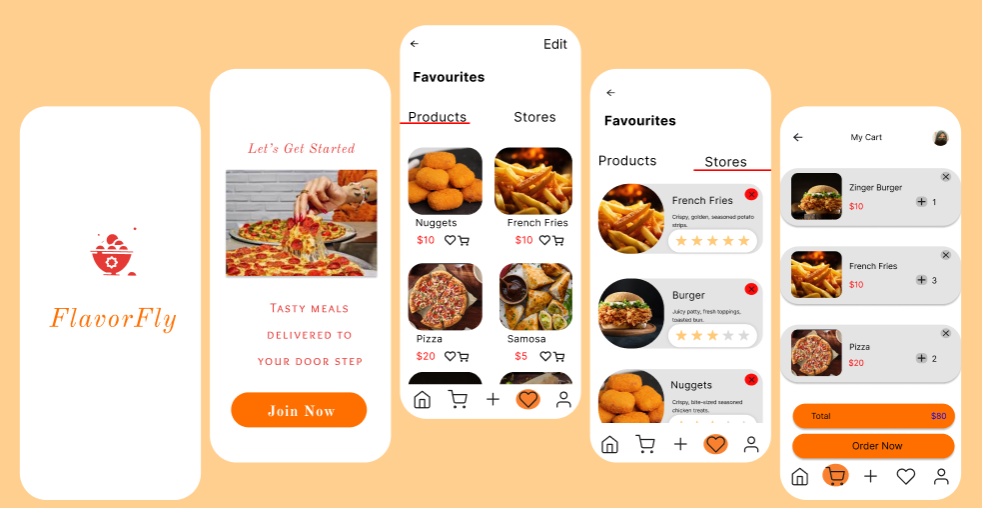 FlavorFly
Let's Get Started
Tasty meals
delivered to
your door step
Join Now
Edit
Favourites
Products Stores
Nuggets French Fries
$10 $10
Pizza Samosa
$20 $5
Favourites
Products Stores
French Fries
Crispy, golden, seasoned potato
strips.
Burger
Juicy patty, fresh toppings,
toasted bun.
Nuggets
Crispy, bite-sized seasoned
chicken treats.
My Cart
Zinger Burger
$10 1
French Fries
$10 3
Pizza
$20 2
Total $80
Order Now